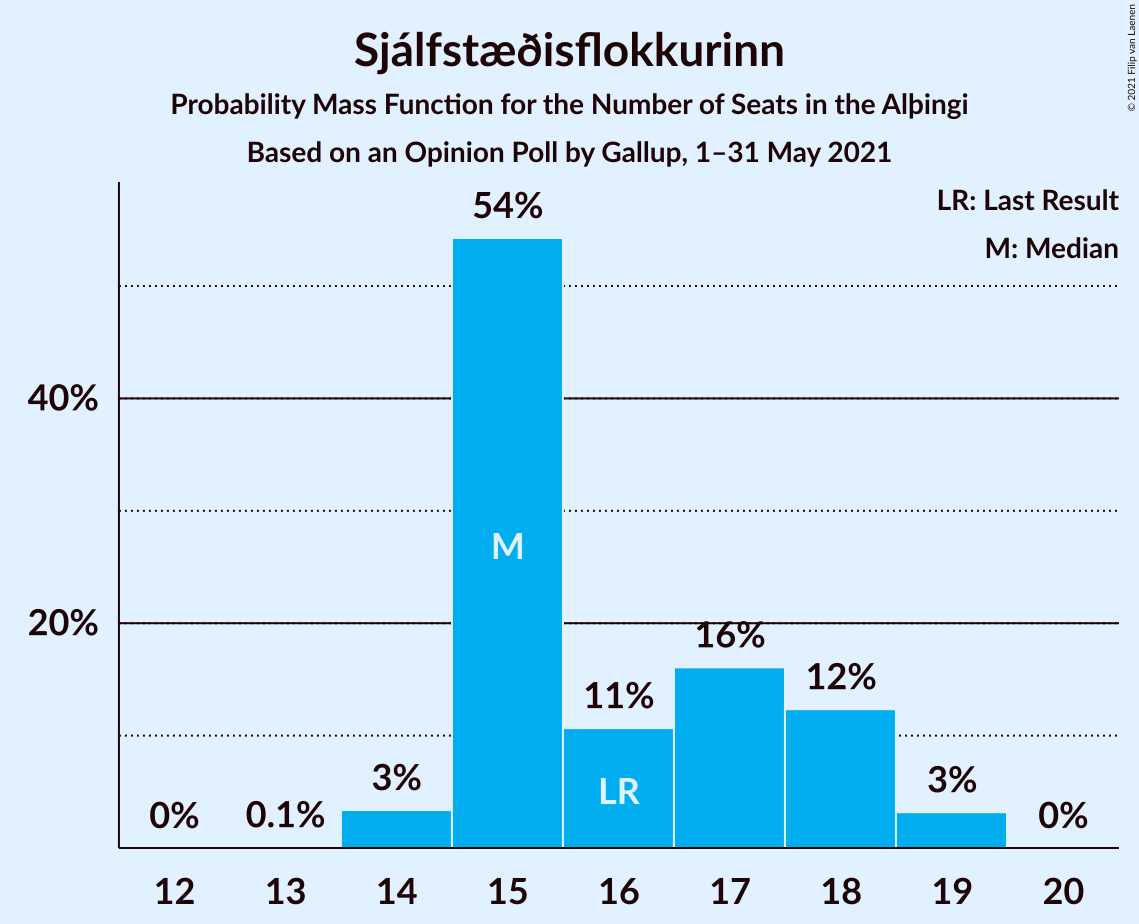 Sjálfstæðisflokkurinn
Probability Mass Function for the Number of Seats in the Alþingi
Based on an Opinion Poll by Gallup, 1–31 May 2021
© 2021 Filip van Laenen
LR: Last Result
M: Median
54%
40%
M
20%
16%
12%
11%
LR
3%
3%
0%
0.1%
0%
12 13 14 15 16 17 18 19 20